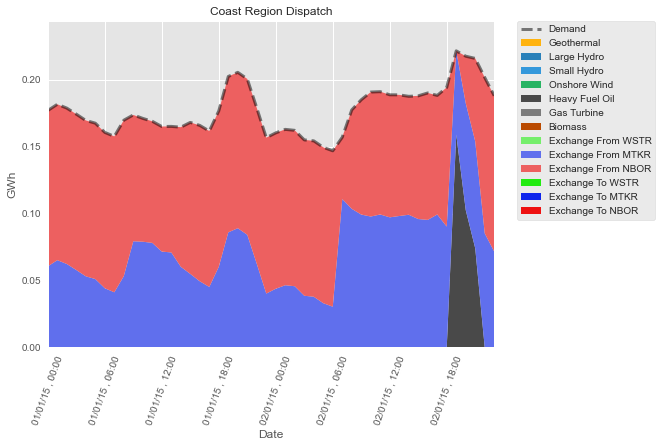 Coast Region Dispatch
GWh
0.20
0.15
0.10
0.05
0.00
01/01/15 , 00:00
01/01/15 , 06:00
01/01/15 , 12:00
01/01/15 , 18:00
02/01/15 , 00:00
02/01/15 , 06:00
02/01/15 , 12:00
02/01/15 , 18:00
Date
Demand
Geothermal
Large Hydro
Small Hydro
Onshore Wind
Heavy Fuel Oil
Gas Turbine
Biomass
Exchange From WSTR
Exchange From MTKR
Exchange From NBOR
Exchange To WSTR
Exchange To MTKR
Exchange To NBOR